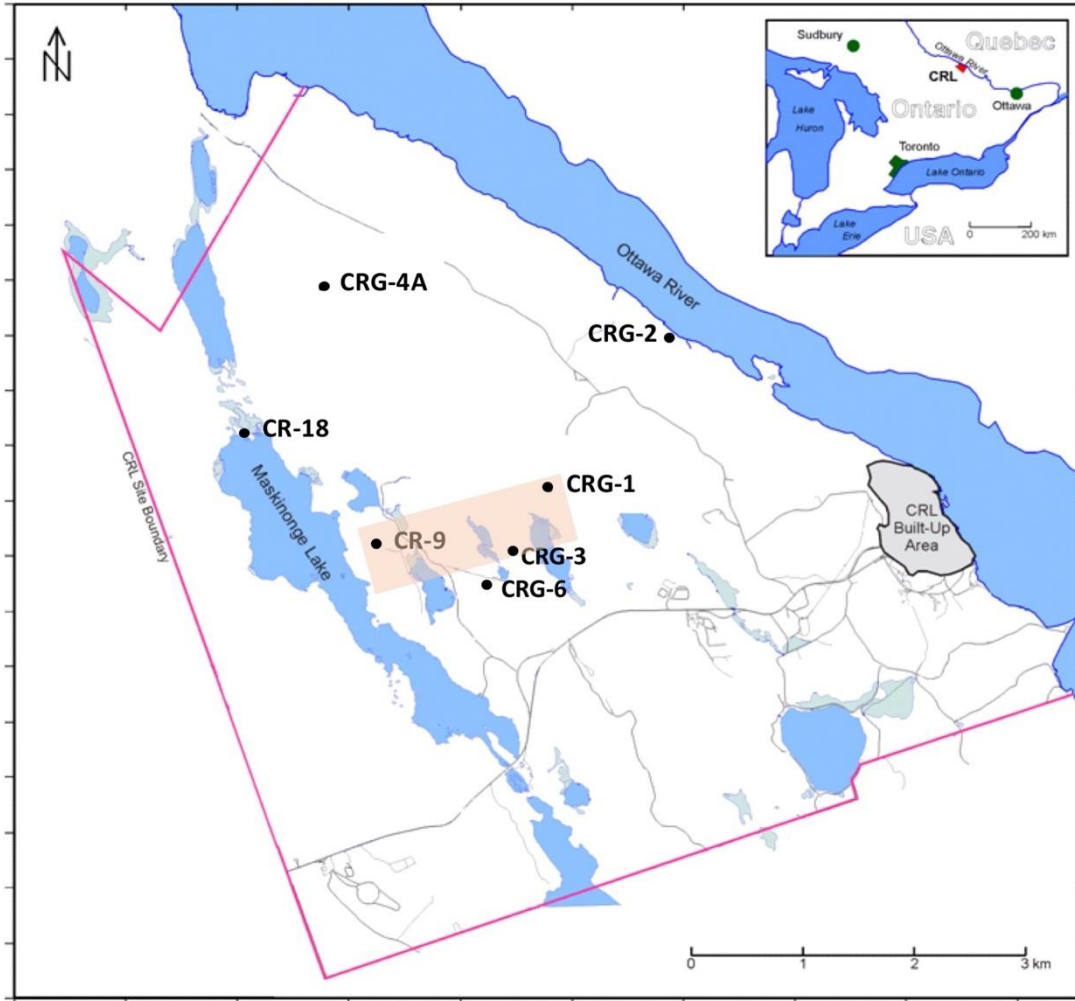 N
Sudbury
Quebec
Ottawa River
CRL
Ontario
Ottawa
Lake
Huron
Toronto
Lake Ontario
Lake
Erie
USA
0
200 km
Ottawa River
CRG-4A
CRG-2
CR-18
CRL Site Boundary
Maskinonge Lake
CRG-1
CR-9
CRG-3
CRG-6
CRL
Built-Up
Area
0
1
2
3 km